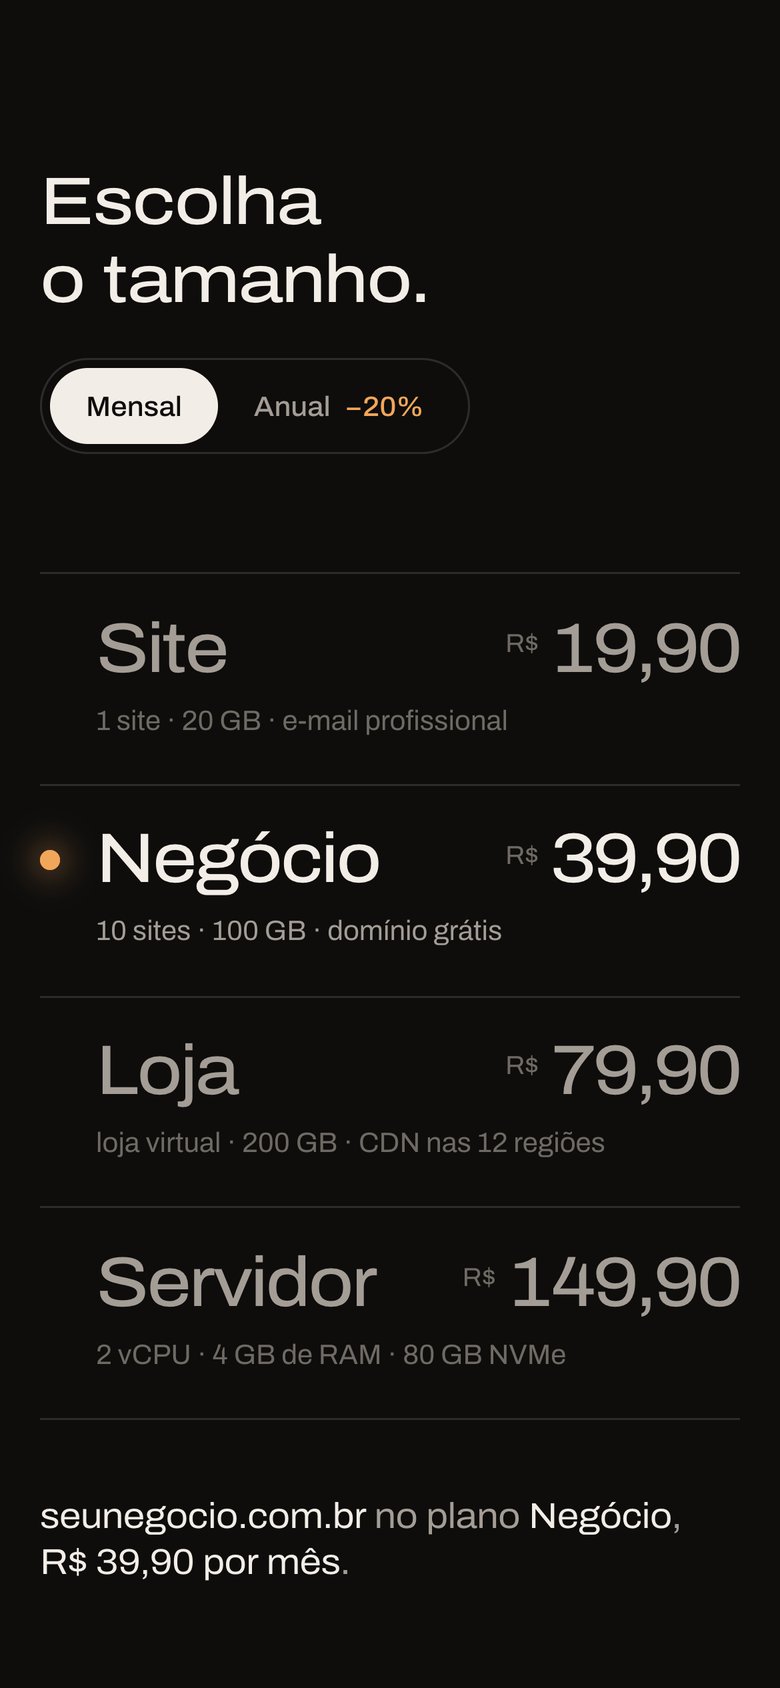 Escolha
o tamanho.
Mensal Anual –20%
Site R$ 19,90
1 site · 20 GB · e-mail profissional
Negócio R$ 39,90
10 sites · 100 GB · domínio grátis
Loja R$ 79,90
loja virtual · 200 GB · CDN nas 12 regiões
Servidor R$ 149,90
2 vCPU · 4 GB de RAM · 80 GB NVMe
seunegocio.com.br no plano Negócio,
R$ 39,90 por mês.